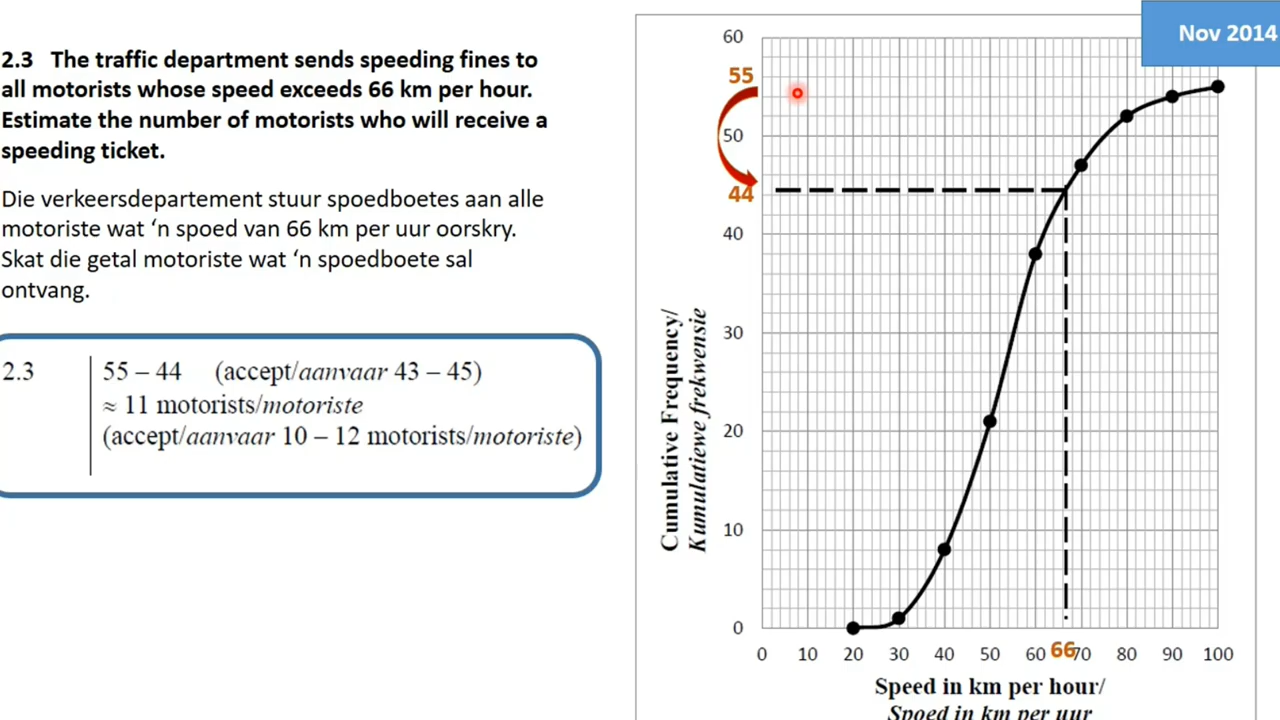 Nov 2014
2.3 The traffic department sends speeding fines to
all motorists whose speed exceeds 66 km per hour.
Estimate the number of motorists who will receive a
speeding ticket.
Die verkeersdepartement stuur spoedboetes aan alle
motoriste wat ‘n spoed van 66 km per uur oorskry.
Skat die getal motoriste wat ‘n spoedboete sal
ontvang.
2.3 55 – 44 (accept/aanvaar 43 – 45)
≈ 11 motorists/motoriste
(accept/aanvaar 10 – 12 motorists/motoriste)
60
55
50
44
40
30
20
10
0
Cumulative Frequency/
Kumulatiewe frekwensie
0 10 20 30 40 50 60 66 70 80 90 100
Speed in km per hour/
Spoed in km per uur